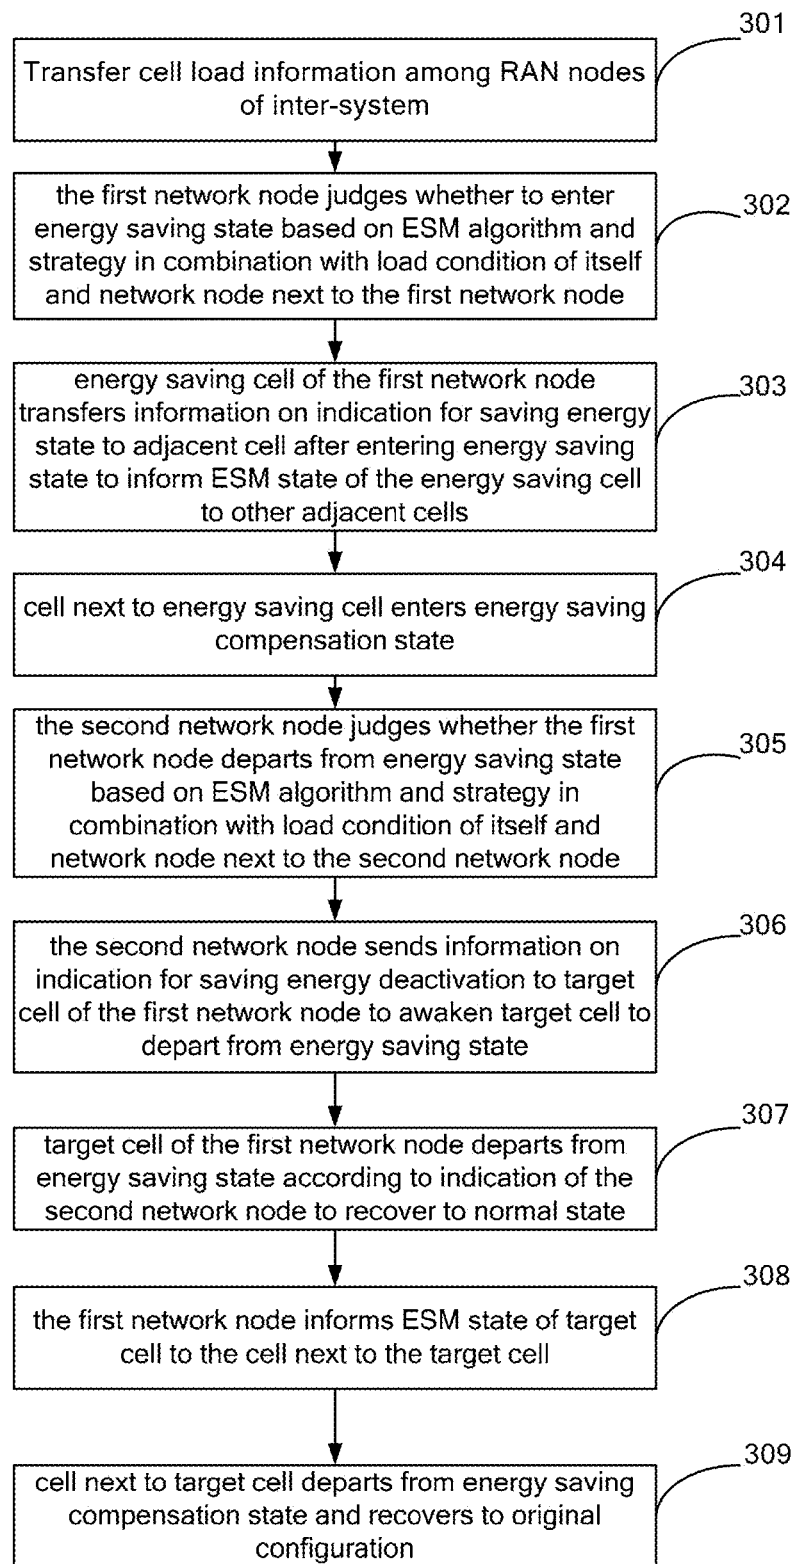 301
Transfer cell load information among RAN nodes
of inter-system
302
the first network node judges whether to enter
energy saving state based on ESM algorithm and
strategy in combination with load condition of itself
and network node next to the first network node
303
energy saving cell of the first network node
transfers information on indication for saving energy
state to adjacent cell after entering energy saving
state to inform ESM state of the energy saving cell
to other adjacent cells
304
cell next to energy saving cell enters energy saving
compensation state
305
the second network node judges whether the first
network node departs from energy saving state
based on ESM algorithm and strategy in
combination with load condition of itself and
network node next to the second network node
306
the second network node sends information on
indication for saving energy deactivation to target
cell of the first network node to awaken target cell to
depart from energy saving state
307
target cell of the first network node departs from
energy saving state according to indication of the
second network node to recover to normal state
308
the first network node informs ESM state of target
cell to the cell next to the target cell
309
cell next to target cell departs from energy saving
compensation state and recovers to original
configuration